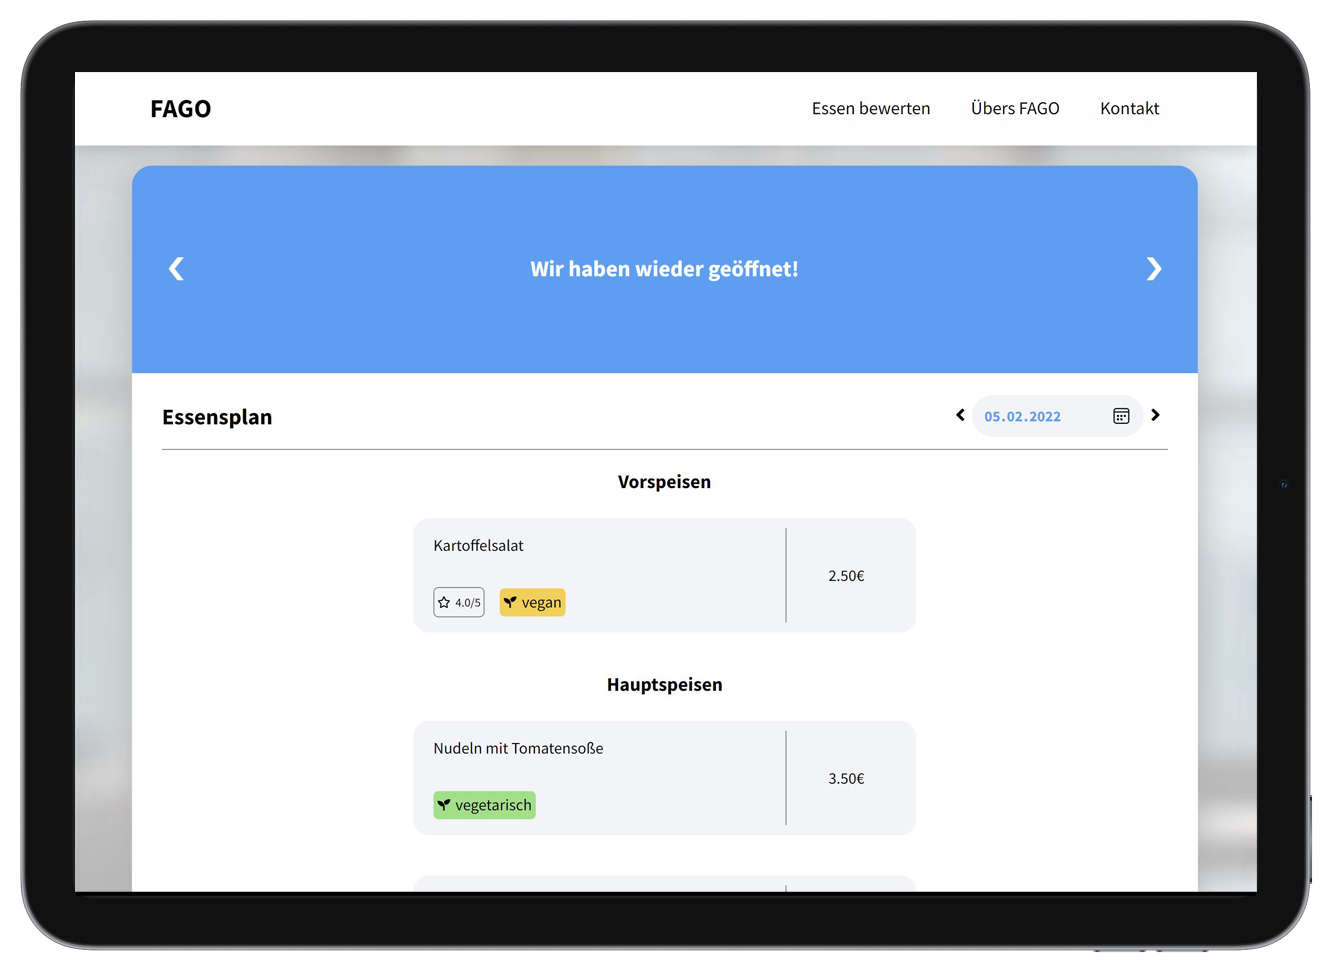 FAGO
Essen bewerten Übers FAGO Kontakt
Wir haben wieder geöffnet!
Essensplan
05.02.2022
Vorspeisen
Kartoffelsalat
2.50€
4.0/5 vegan
Hauptspeisen
Nudeln mit Tomatensoße
3.50€
vegetarisch